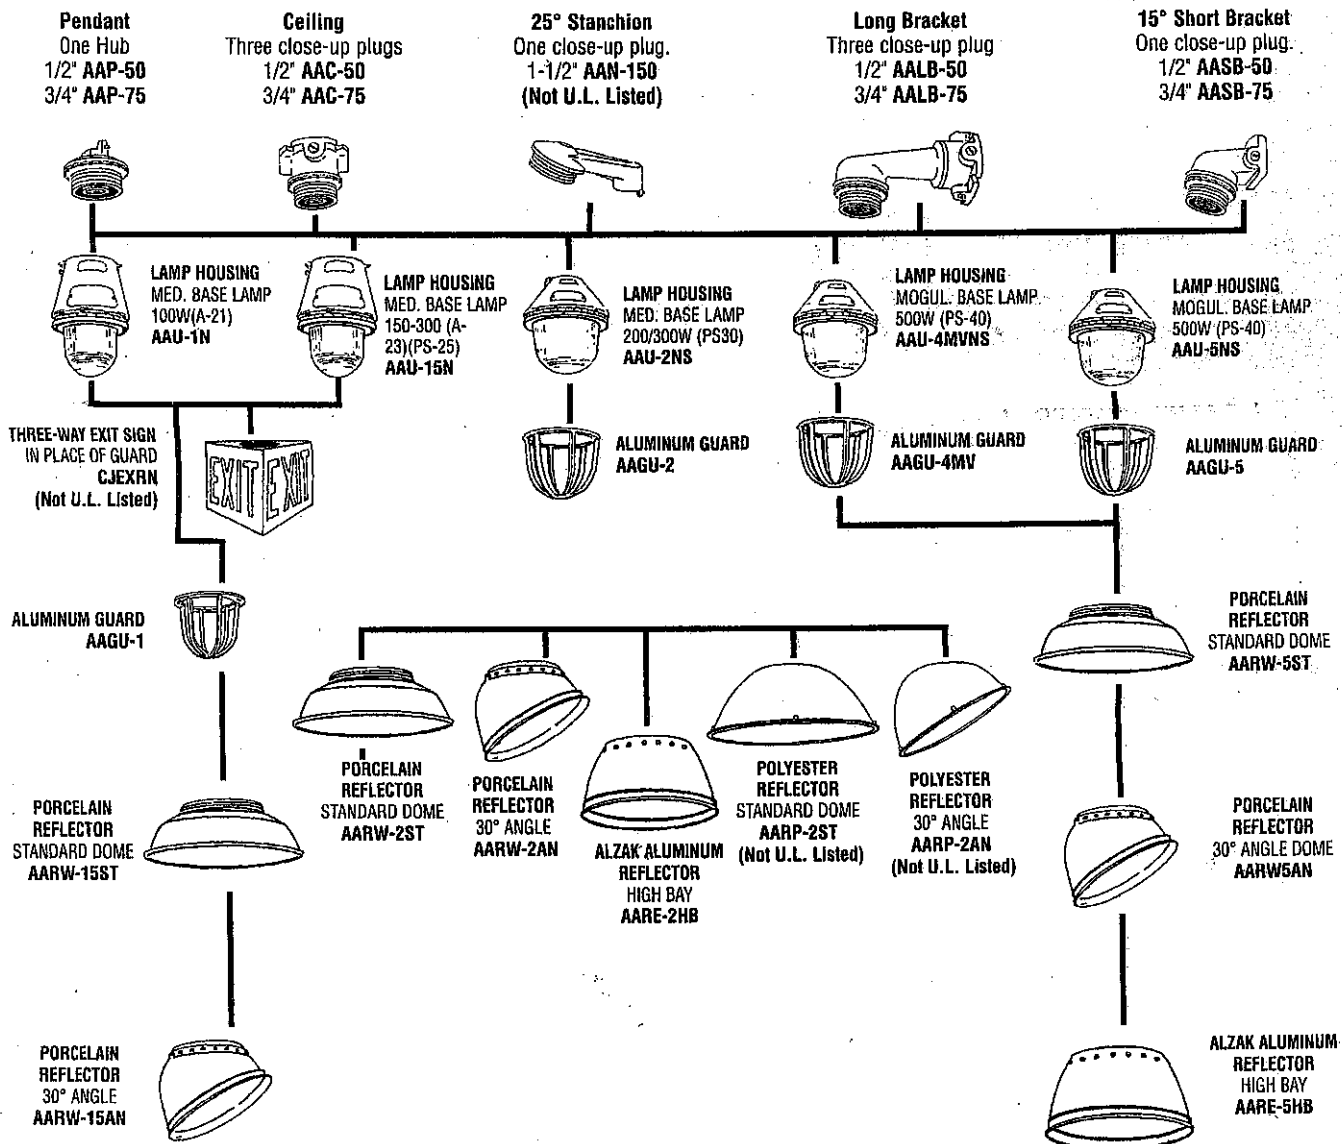 Pendant
One Hub
1/2" AAP-50
3/4" AAP-75
Ceiling
Three close-up plugs
1/2" AAC-50
3/4" AAC-75
25° Stanchion
One close-up plug.
1-1/2" AAN-150
(Not U.L. Listed)
Long Bracket
Three close-up plug
1/2" AALB-50
3/4" AALB-75
15° Short Bracket
One close-up plug.
1/2" AASB-50
3/4" AASB-75
LAMP HOUSING
MED. BASE LAMP
100W(A-21)
AAU-1N
LAMP HOUSING
MED. BASE LAMP
150-300 (A-
23)(PS-25)
AAU-15N
LAMP HOUSING
MED. BASE LAMP
200/300W (PS30)
AAU-2NS
LAMP HOUSING
MOGUL. BASE LAMP
500W (PS-40)
AAU-4MVNS
LAMP HOUSING
MOGUL. BASE LAMP
500W (PS-40)
AAU-5NS
THREE-WAY EXIT SIGN
IN PLACE OF GUARD
CJEXRN
(Not U.L. Listed)
EXIT EXIT
ALUMINUM GUARD
AAGU-2
ALUMINUM GUARD
AAGU-4MV
ALUMINUM GUARD
AAGU-5
ALUMINUM GUARD
AAGU-1
PORCELAIN
REFLECTOR
STANDARD DOME
AARW-5ST
PORCELAIN
REFLECTOR
STANDARD DOME
AARW-15ST
PORCELAIN
REFLECTOR
STANDARD DOME
AARW-2ST
PORCELAIN
REFLECTOR
30° ANGLE
AARW-2AN
ALZAK ALUMINUM
REFLECTOR
HIGH BAY
AARE-2HB
POLYESTER
REFLECTOR
STANDARD DOME
AARP-2ST
(Not U.L. Listed)
POLYESTER
REFLECTOR
30° ANGLE
AARP-2AN
(Not U.L. Listed)
PORCELAIN
REFLECTOR
30° ANGLE DOME
AARW5AN
PORCELAIN
REFLECTOR
30° ANGLE
AARW-15AN
ALZAK ALUMINUM
REFLECTOR
HIGH BAY
AARE-5HB